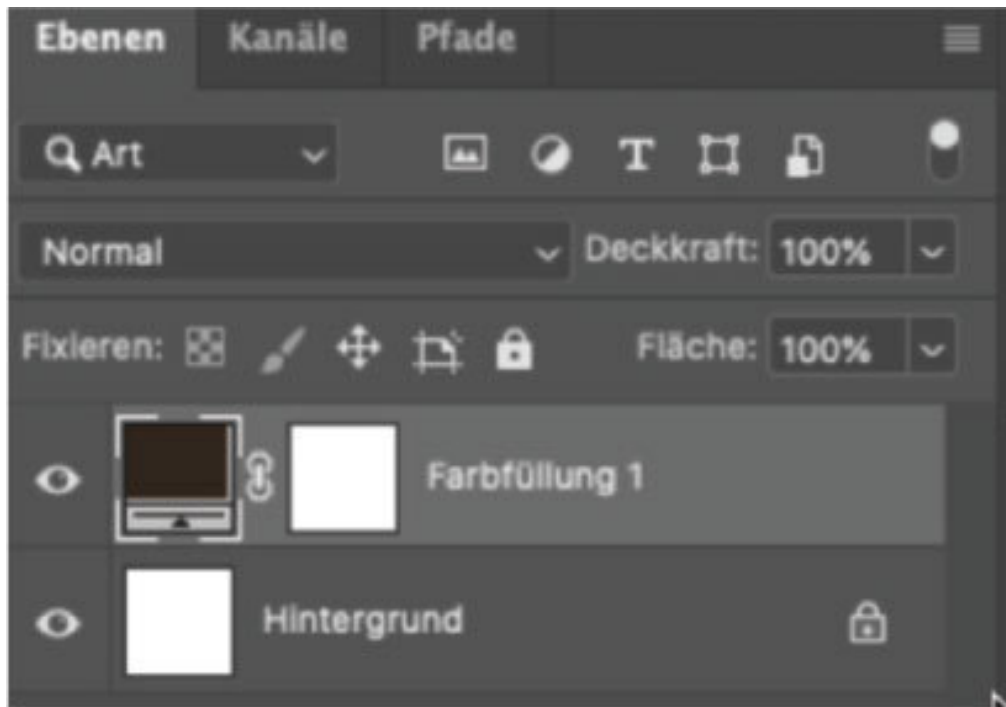 Ebenen Kanäle Pfade
Art T
Normal Deckkraft: 100%
Fixieren: Fläche: 100%
Farbfüllung 1
Hintergrund